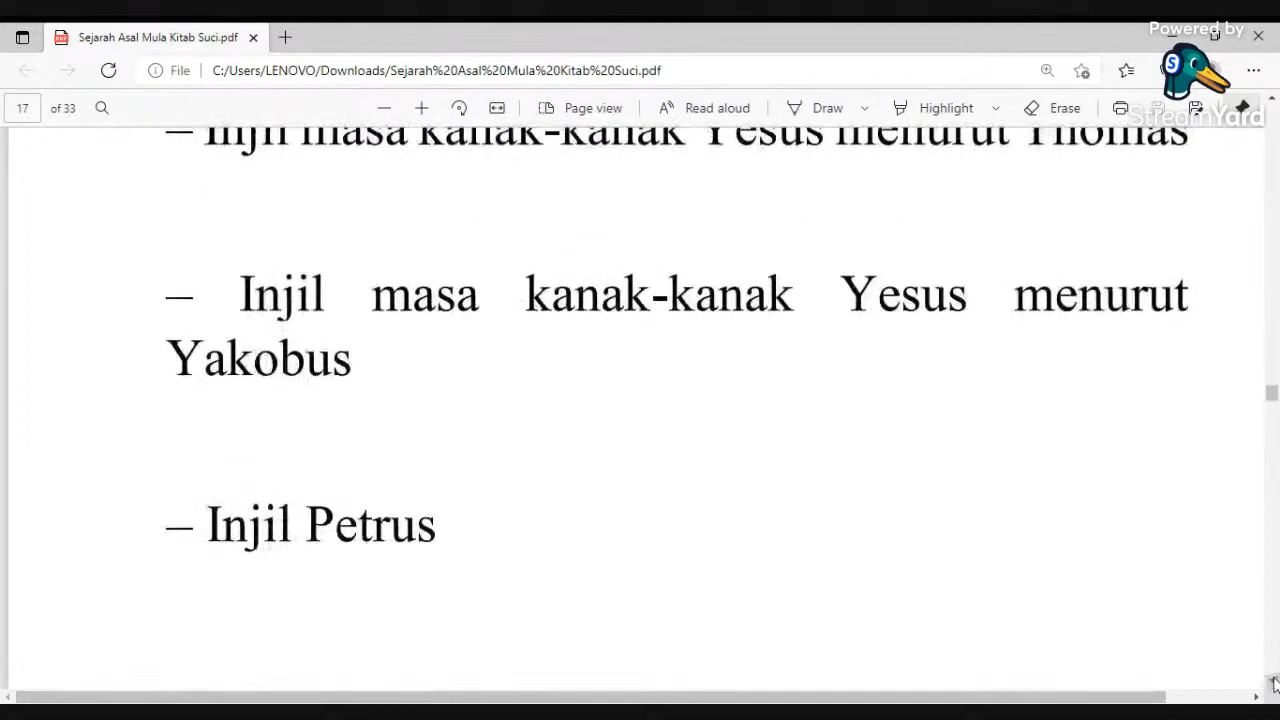 Powered by
Sejarah Asal Mula Kitab Suci.pdf
File C:/Users/LENOVO/Downloads/Sejarah%20Asal%20Mula%20Kitab%20Suci.pdf
17 of 33 Page view Read aloud Draw Highlight Erase
StreamYard
– Injil masa kanak-kanak Yesus menurut Thomas
– Injil masa kanak-kanak Yesus menurut
Yakobus
– Injil Petrus